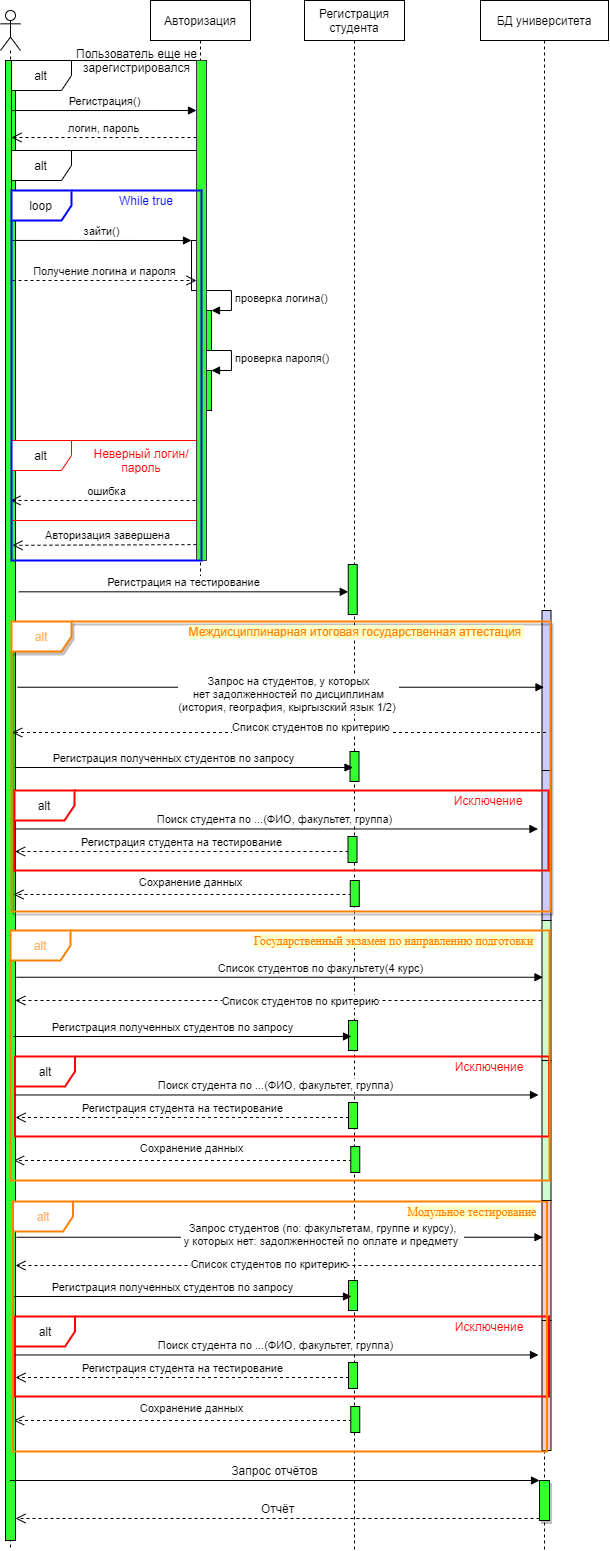 Авторизация
Регистрация
студента
БД университета
Пользователь еще не
зарегистрировался
alt
Регистрация()
логин, пароль
alt
loop
While true
зайти()
Получение логина и пароля
проверка логина()
проверка пароля()
alt
Неверный логин/
пароль
ошибка
Авторизация завершена
Регистрация на тестирование
alt
Междисциплинарная итоговая государственная аттестация
Запрос на студентов, у которых
нет задолженностей по дисциплинам
(история, география, кыргызский язык 1/2)
Список студентов по критерию
Регистрация полученных студентов по запросу
alt
Исключение
Поиск студента по ...(ФИО, факультет, группа)
Регистрация студента на тестирование
Сохранение данных
alt
Государственный экзамен по направлению подготовки
Список студентов по факультету(4 курс)
Список студентов по критерию
Регистрация полученных студентов по запросу
alt
Исключение
Поиск студента по ...(ФИО, факультет, группа)
Регистрация студента на тестирование
Сохранение данных
alt
Модульное тестирование
Запрос студенты (по: факультетам, группе и курсу),
у которых нет: задолженностей по оплате и предмету
Список студентов по критерию
Регистрация полученных студентов по запросу
alt
Исключение
Поиск студента по ...(ФИО, факультет, группа)
Регистрация студента на тестирование
Сохранение данных
Запрос отчётов
Отчёт